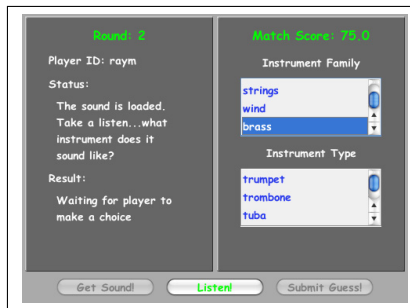 Round: 2
Player ID: raym
Status:
The sound is loaded.
Take a listen...what
instrument does it
sound like?
Result:
Waiting for player to
make a choice
Match Score: 75.0
Instrument Family
strings
wind
brass
Instrument Type
trumpet
trombone
tuba
Get Sound!
Listen!
Submit Guess!